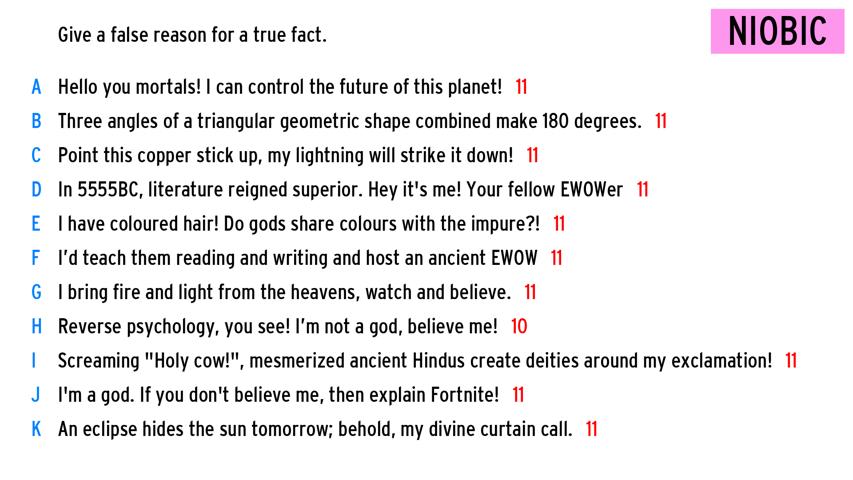 Give a false reason for a true fact.
NIOBIC
A Hello you mortals! I can control the future of this planet! 11
B Three angles of a triangular geometric shape combined make 180 degrees. 11
C Point this copper stick up, my lightning will strike it down! 11
D In 5555BC, literature reigned superior. Hey it's me! Your fellow EWOWer 11
E I have coloured hair! Do gods share colours with the impure?! 11
F I’d teach them reading and writing and host an ancient EWOW 11
G I bring fire and light from the heavens, watch and believe. 11
H Reverse psychology, you see! I’m not a god, believe me! 10
I Screaming "Holy cow!", mesmerized ancient Hindus create deities around my exclamation! 11
J I'm a god. If you don't believe me, then explain Fortnite! 11
K An eclipse hides the sun tomorrow; behold, my divine curtain call. 11